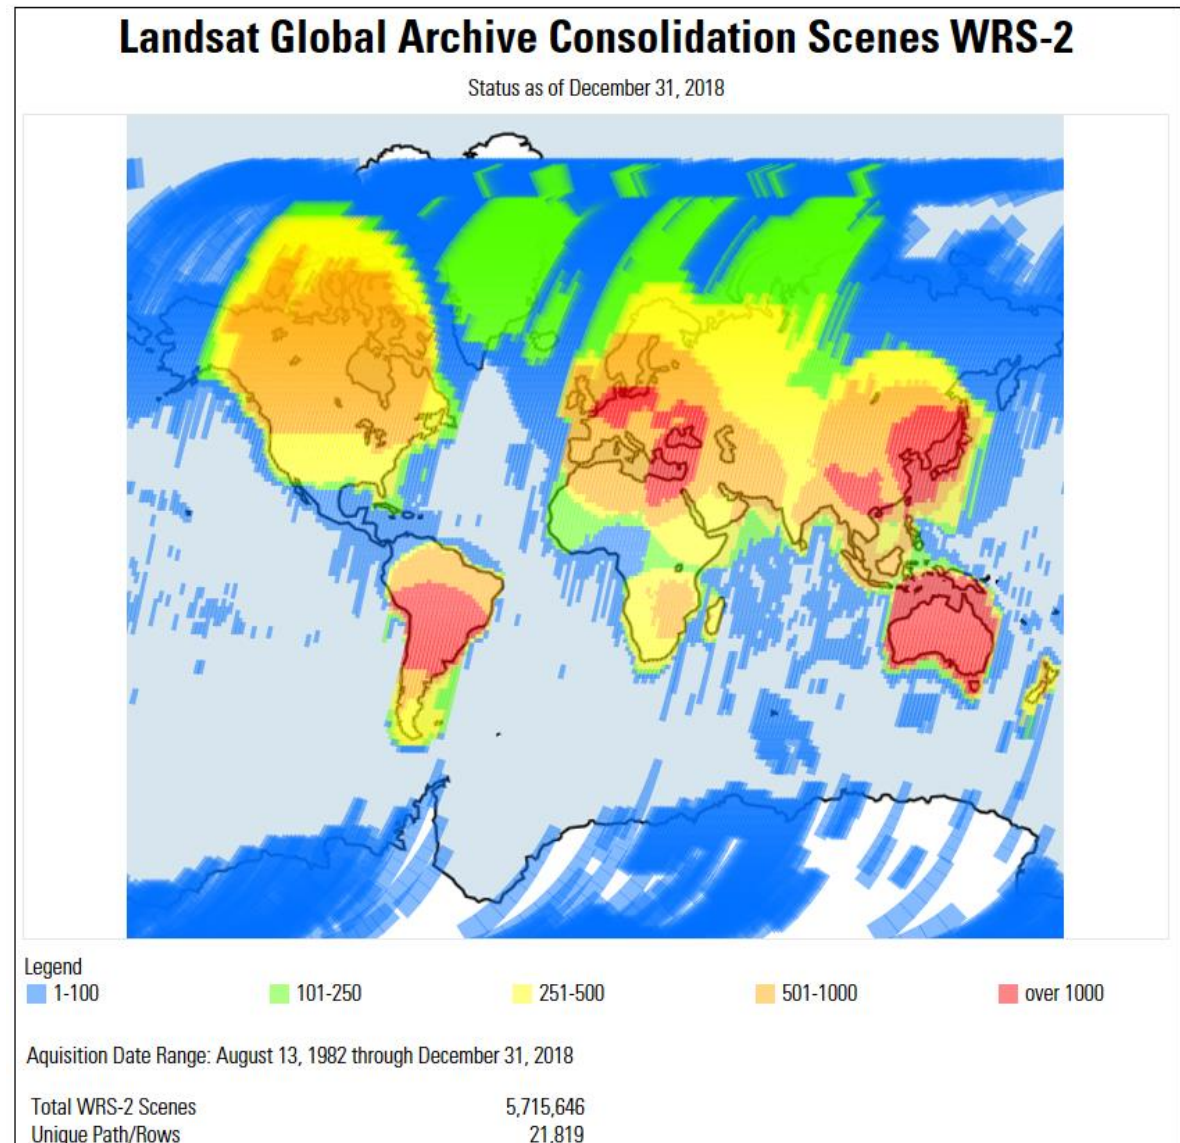 Landsat Global Archive Consolidation Scenes WRS-2
Status as of December 31, 2018
Legend
1-100 101-250 251-500 501-1000 over 1000
Aquisition Date Range: August 13, 1982 through December 31, 2018
Total WRS-2 Scenes 5,715,646
Unique Path/Rows 21,819